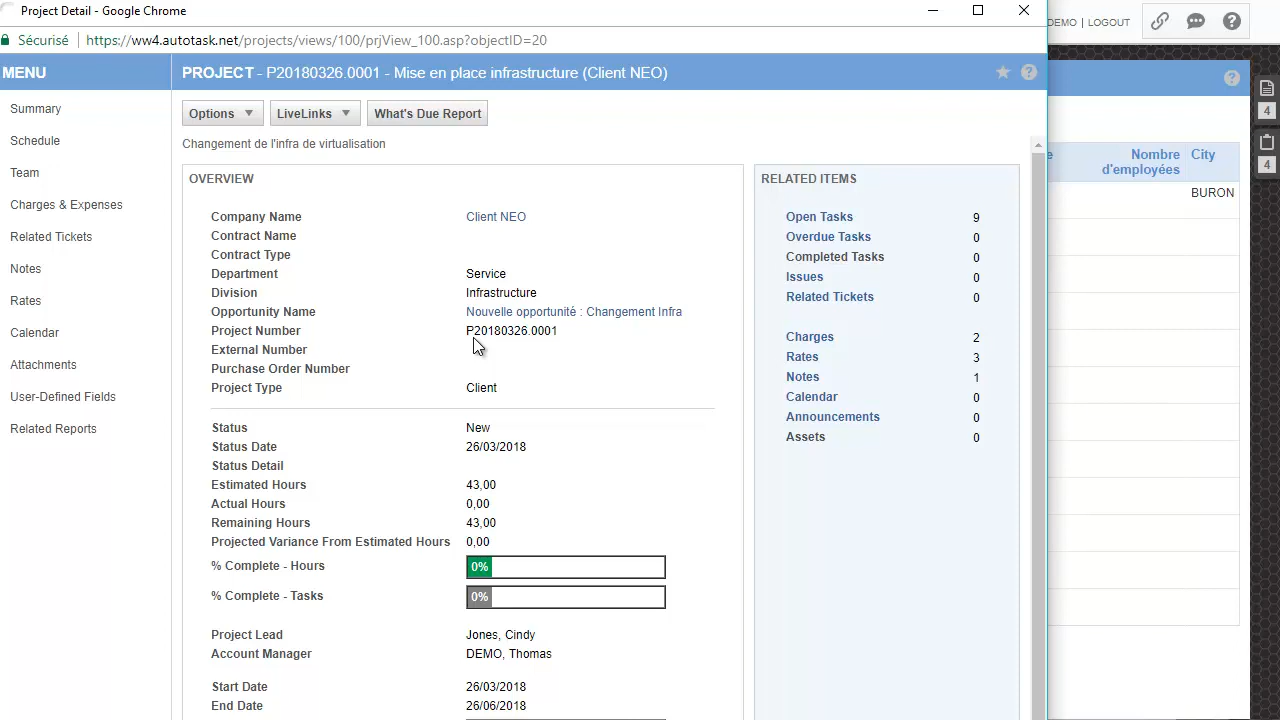 Project Detail - Google Chrome
DEMO | LOGOUT
Sécurisé https://ww4.autotask.net/projects/views/100/prjView_100.asp?objectID=20
MENU
PROJECT - P20180326.0001 - Mise en place infrastructure (Client NEO)
Summary
Schedule
Team
Charges & Expenses
Related Tickets
Notes
Rates
Calendar
Attachments
User-Defined Fields
Related Reports
Options
LiveLinks
What's Due Report
Changement de l'infra de virtualisation
OVERVIEW
Company Name Client NEO
Contract Name
Contract Type
Department Service
Division Infrastructure
Opportunity Name Nouvelle opportunité : Changement Infra
Project Number P20180326.0001
External Number
Purchase Order Number
Project Type Client
Status New
Status Date 26/03/2018
Status Detail
Estimated Hours 43,00
Actual Hours 0,00
Remaining Hours 43,00
Projected Variance From Estimated Hours 0,00
% Complete - Hours 0%
% Complete - Tasks 0%
Project Lead Jones, Cindy
Account Manager DEMO, Thomas
Start Date 26/03/2018
End Date 26/06/2018
RELATED ITEMS
Open Tasks 9
Overdue Tasks 0
Completed Tasks 0
Issues 0
Related Tickets 0
Charges 2
Rates 3
Notes 1
Calendar 0
Announcements 0
Assets 0
e
Nombre
d'employées
City
BURON
4
4